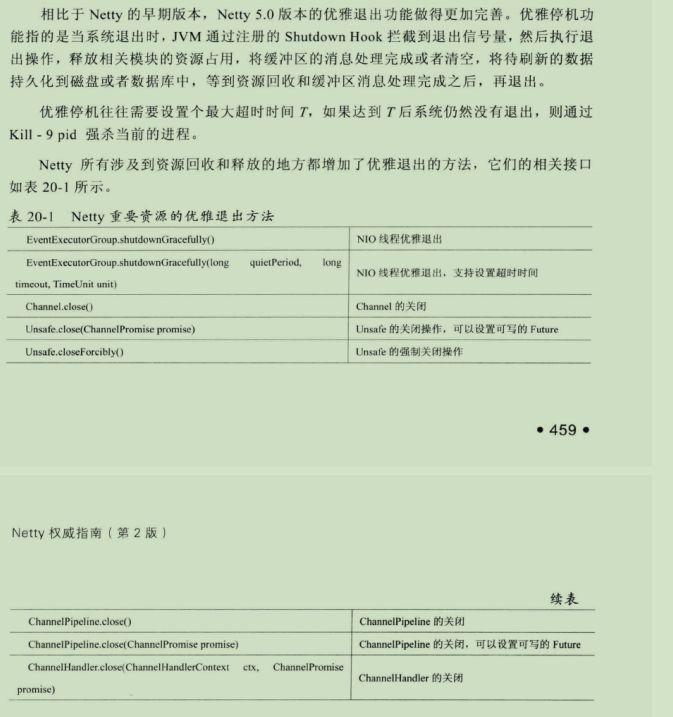 相比于 Netty 的早期版本，Netty 5.0 版本的优雅退出功能做得更加完善。优雅停机功
能指的是当系统退出时，JVM 通过注册的 Shutdown Hook 拦截到退出信号量，然后执行退
出操作，释放相关模块的资源占用，将缓冲区的消息处理完成或者清空，将待刷新的数据
持久化到磁盘或者数据库中，等到资源回收和缓冲区消息处理完成之后，再退出。
优雅停机往往需要设置个最大超时时间 T，如果达到 T 后系统仍然没有退出，则通过
Kill - 9 pid 强杀当前的进程。
Netty 所有涉及到资源回收和释放的地方都增加了优雅退出的方法，它们的相关接口
如表 20-1 所示。
表 20-1 Netty 重要资源的优雅退出方法
EventExecutorGroup.shutdownGracefully() NIO 线程优雅退出
EventExecutorGroup.shutdownGracefully(long quietPeriod, long
timeout, TimeUnit unit) NIO 线程优雅退出，支持设置超时时间
Channel.close() Channel 的关闭
Unsafe.close(ChannelPromise promise) Unsafe 的关闭操作，可以设置可写的 Future
Unsafe.closeForcibly() Unsafe 的强制关闭操作
• 459 •
Netty 权威指南（第 2 版）
续表
ChannelPipeline.close() ChannelPipeline 的关闭
ChannelPipeline.close(ChannelPromise promise) ChannelPipeline 的关闭，可以设置可写的 Future
ChannelHandler.close(ChannelHandlerContext ctx, ChannelPromise
promise) ChannelHandler 的关闭